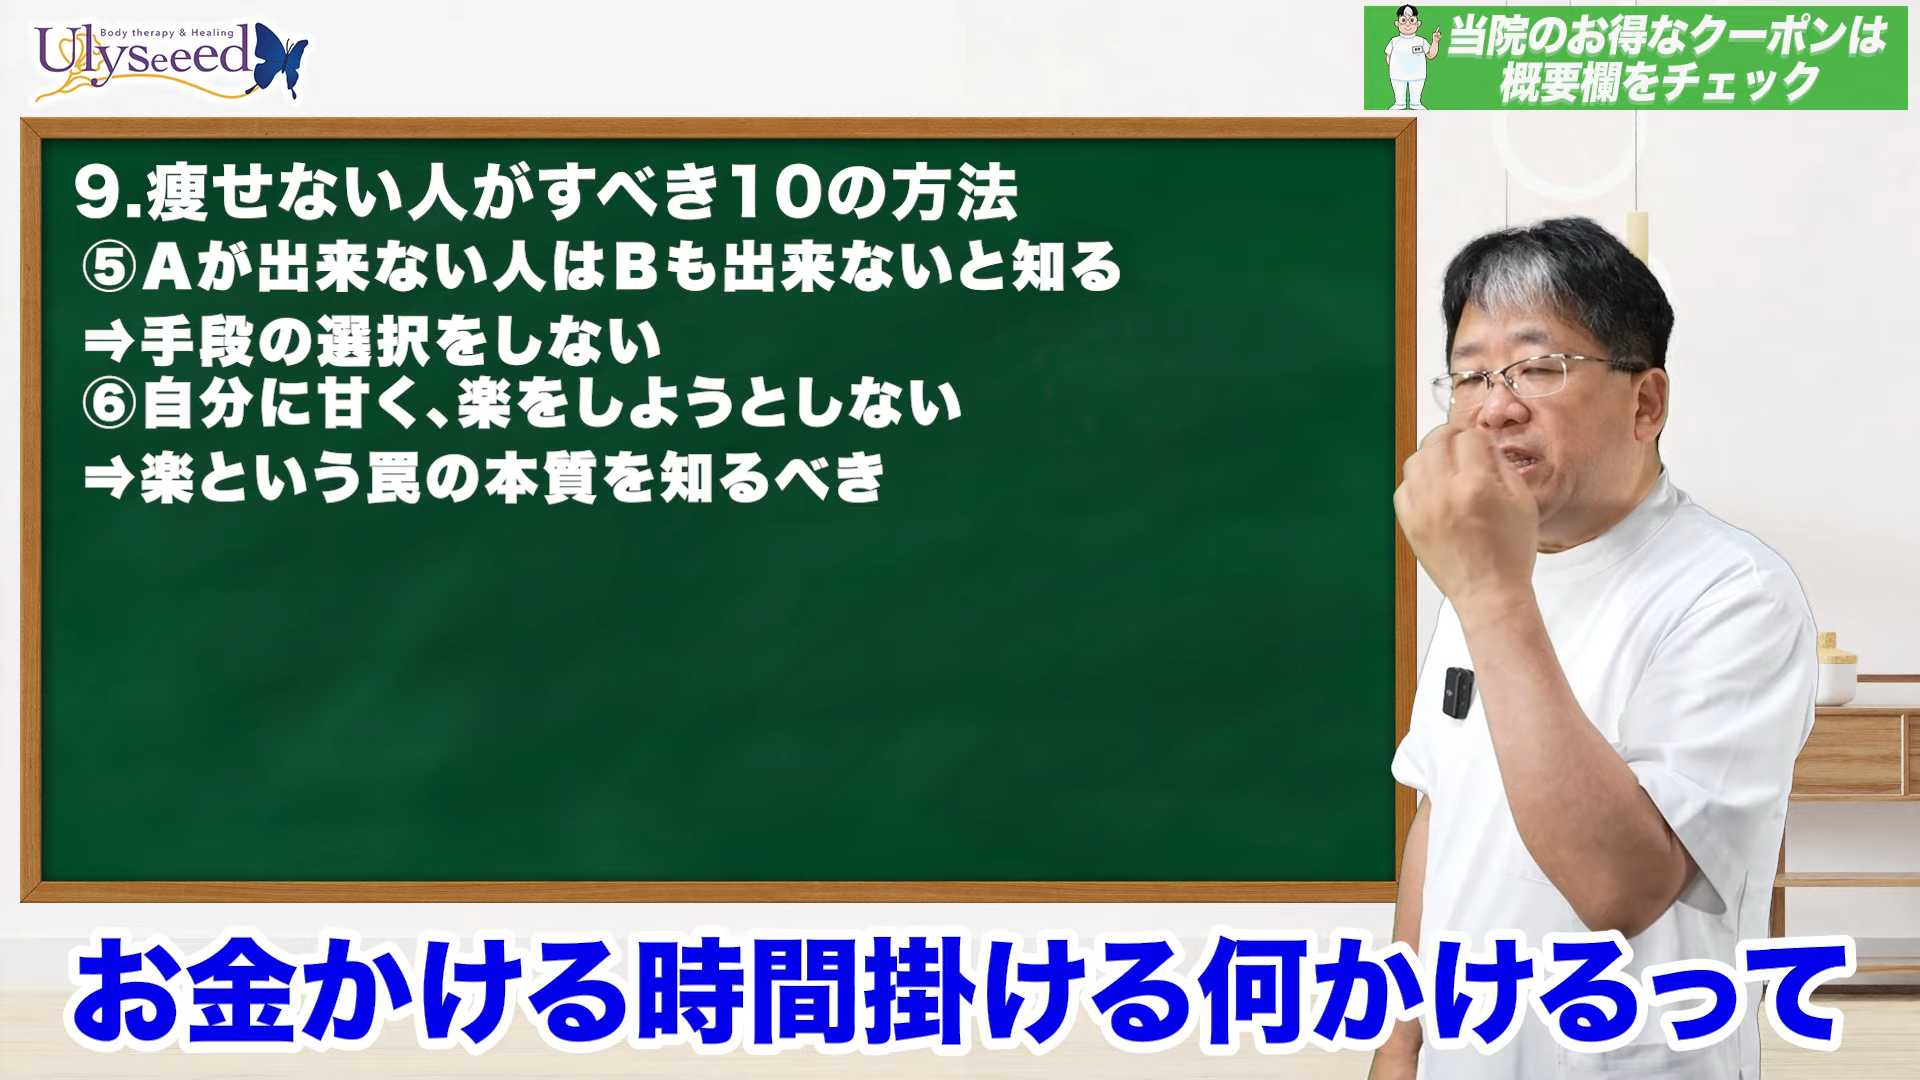 Body therapy & Healing
Ulyseeed
当院のお得なクーポンは
概要欄をチェック
9.痩せない人がすべき10の方法
⑤Aが出来ない人はBも出来ないと知る
⇒手段の選択をしない
⑥自分に甘く、楽をしようとしない
⇒楽という罠の本質を知るべき
お金かける時間掛ける何かけるって